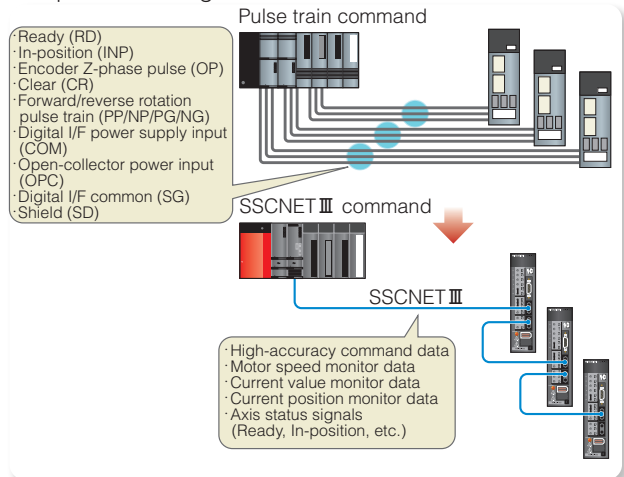 Pulse train command
·Ready (RD)
·In-position (INP)
·Encoder Z-phase pulse (OP)
·Clear (CR)
·Forward/reverse rotation
pulse train (PP/NP/PG/NG)
·Digital I/F power supply input
(COM)
·Open-collector power input
(OPC)
·Digital I/F common (SG)
·Shield (SD)
SSCNETⅢ command
SSCNETⅢ
·High-accuracy command data
·Motor speed monitor data
·Current value monitor data
·Current position monitor data
·Axis status signals
(Ready, In-position, etc.)